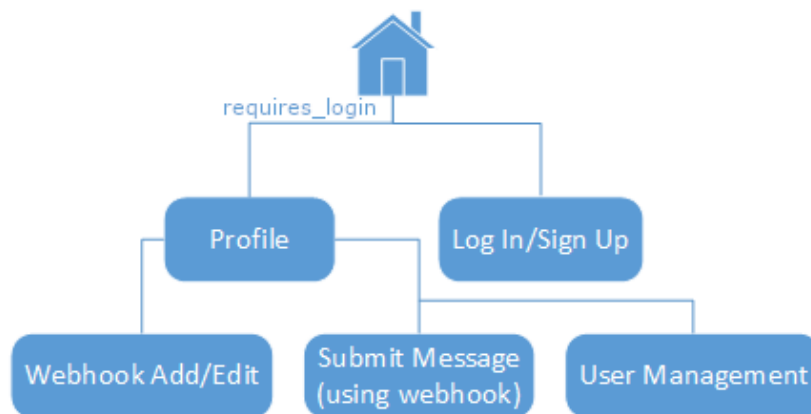 requires_login
Profile
Log In/Sign Up
Webhook Add/Edit
Submit Message
(using webhook)
User Management